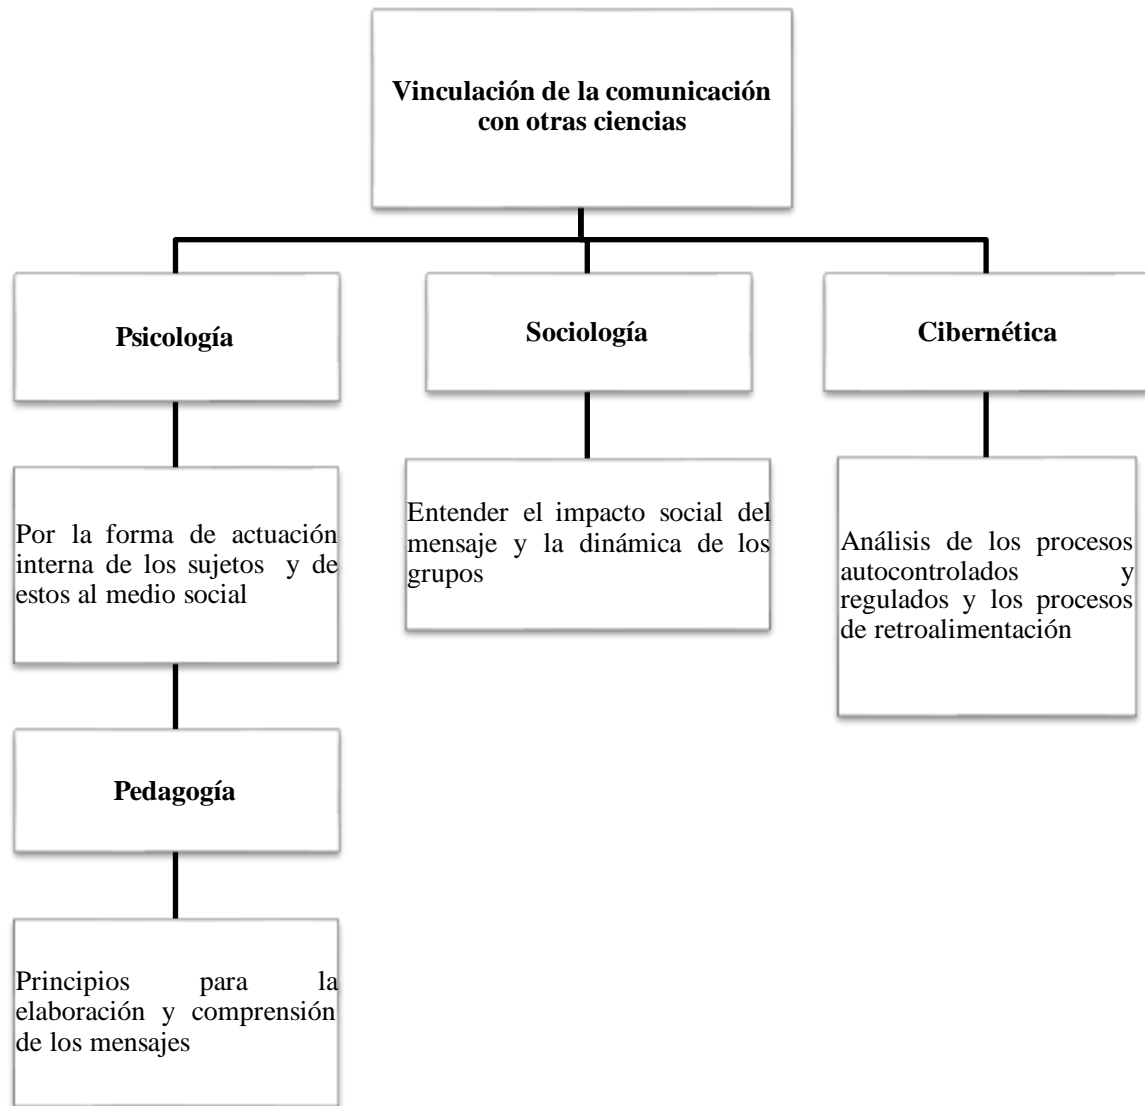 Vinculación de la comunicación
con otras ciencias
Psicología
Sociología
Cibernética
Por la forma de actuación
interna de los sujetos y de
estos al medio social
Entender el impacto social del
mensaje y la dinámica de los
grupos
Análisis de los procesos
autocontrolados y
regulados y los procesos
de retroalimentación
Pedagogía
Principios para la
elaboración y comprensión
de los mensajes